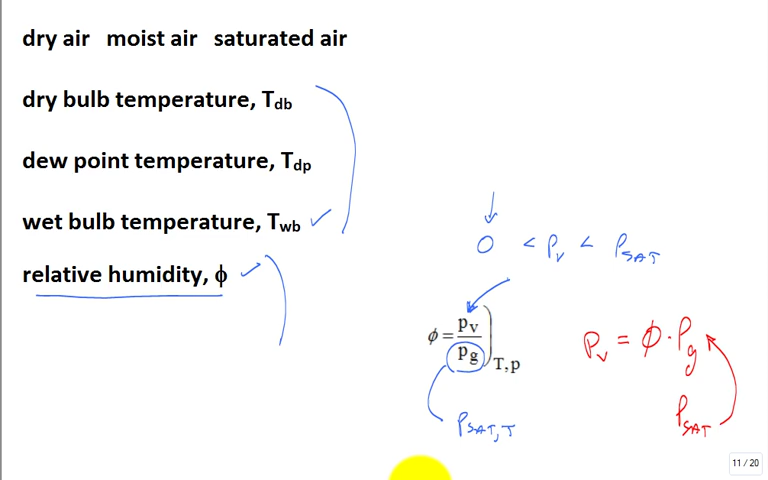 dry air moist air saturated air
dry bulb temperature, Tdb
dew point temperature, Tdp
wet bulb temperature, Twb ✓
0 < Pv < PSAT
relative humidity, ϕ ✓
ϕ = pv / pg )T,p
Pv = ϕ · Pg
PSAT
PSAT,T
11 / 20